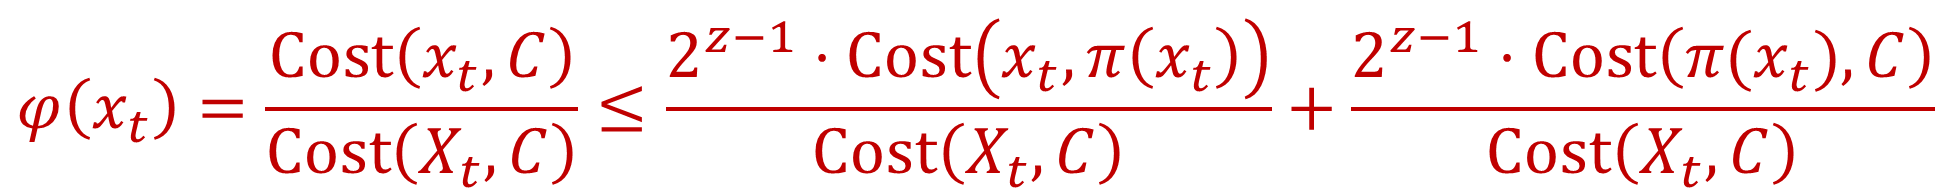 φ(x_t) = Cost(x_t, C) / Cost(X_t, C) ≤ 2^{z−1} · Cost(x_t, π(x_t)) / Cost(X_t, C) + 2^{z−1} · Cost(π(x_t), C) / Cost(X_t, C)